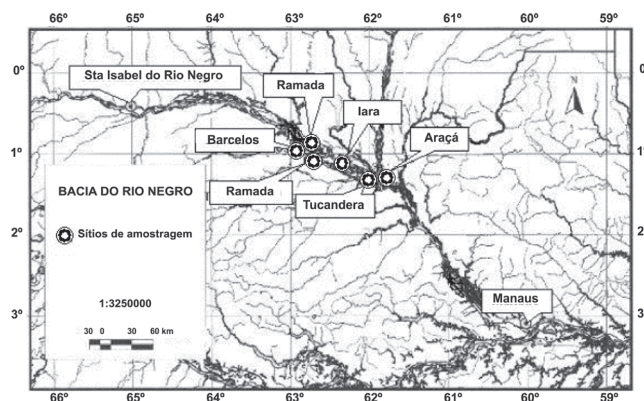 66º 65º 64º 63º 62º 61º 60º 59º
0º
N
Sta Isabel do Rio Negro
Ramada
Iara
Barcelos
Araçá
1º 1º
BACIA DO RIO NEGRO
Ramada
Tucandera
Sítios de amostragem
2º 2
1:3250000
Manaus
3º 3
30 0 30 60 km
66º 65º 64º 63º 62º 61º 60º 59º